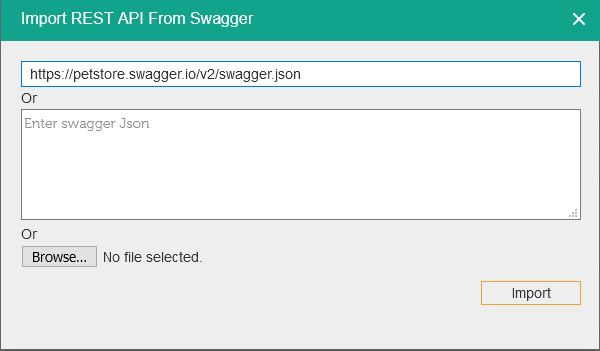 Import REST API From Swagger
https://petstore.swagger.io/v2/swagger.json
Or
Enter swagger Json
Or
Browse... No file selected.
Import